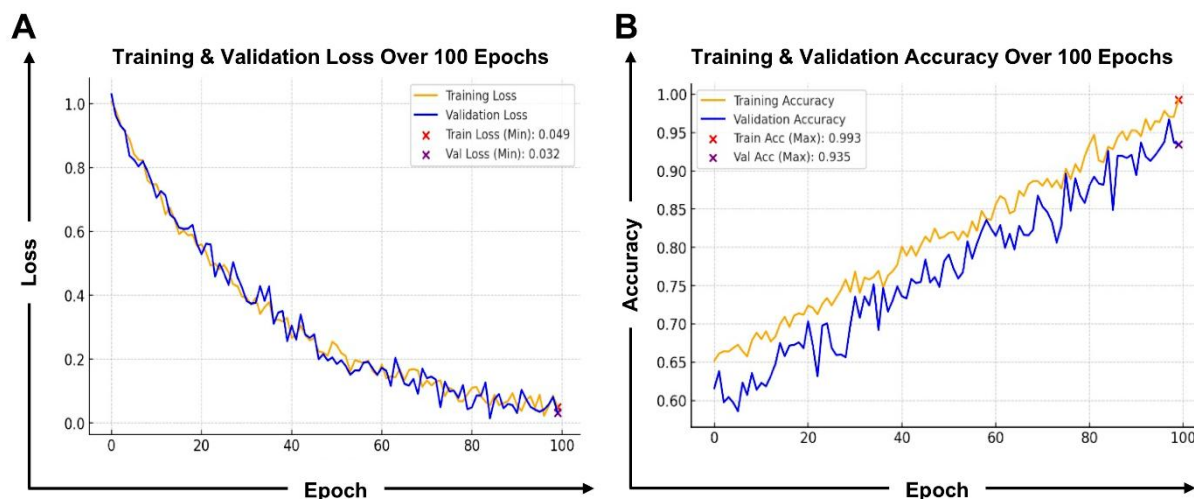 A
Training & Validation Loss Over 100 Epochs
Loss
1.0
0.8
0.6
0.4
0.2
0.0
Training Loss
Validation Loss
Train Loss (Min): 0.049
Val Loss (Min): 0.032
0 20 40 60 80 100
Epoch
B
Training & Validation Accuracy Over 100 Epochs
Accuracy
1.00
0.95
0.90
0.85
0.80
0.75
0.70
0.65
0.60
Training Accuracy
Validation Accuracy
Train Acc (Max): 0.993
Val Acc (Max): 0.935
0 20 40 60 80 100
Epoch